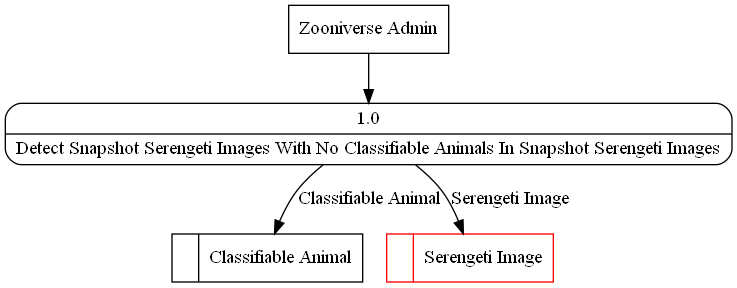 Zooniverse Admin
1.0
Detect Snapshot Serengeti Images With No Classifiable Animals In Snapshot Serengeti Images
Classifiable Animal
Serengeti Image
Classifiable Animal
Serengeti Image